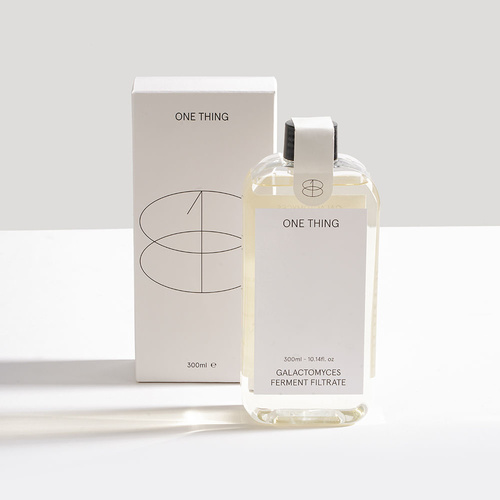 ONE THING
300ml ℮
ONE THING
300ml - 10.14fl. oz
GALACTOMYCES
FERMENT FILTRATE